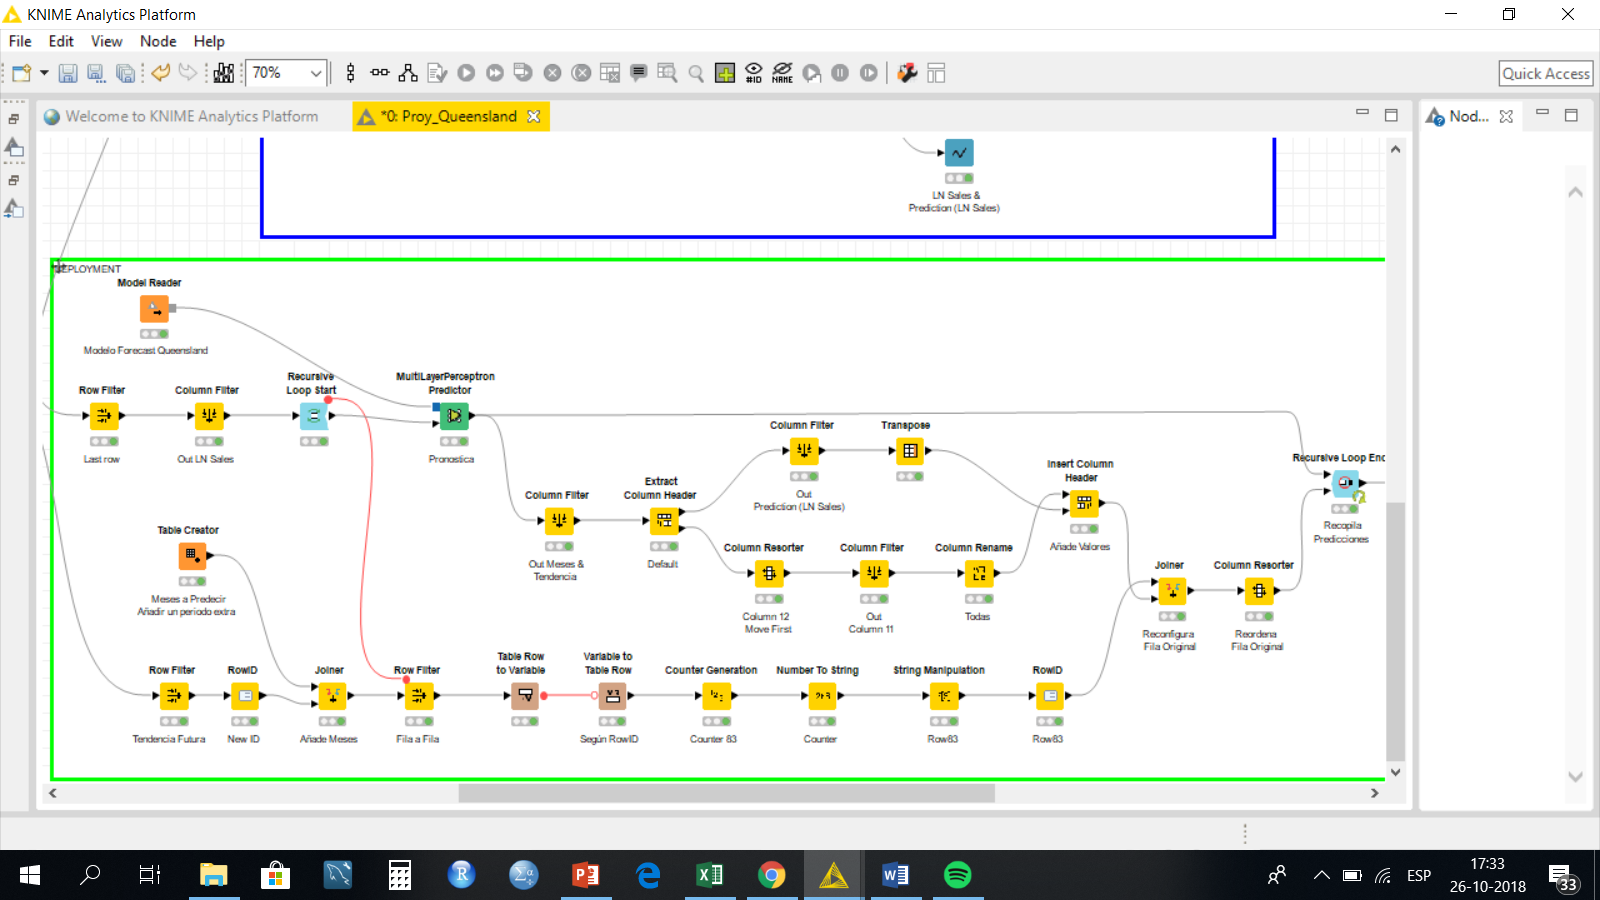 KNIME Analytics Platform
File Edit View Node Help
70%
#ID
NAME
Quick Access
Welcome to KNIME Analytics Platform
*0: Proy_Queensland
Nod...
LN Sales &
Prediction (LN Sales)
EPLOYMENT
Model Reader
Modelo Forecast Queensland
Row Filter
Last row
Column Filter
Out LN Sales
Recursive
Loop Start
MultiLayerPerceptron
Predictor
Pronostica
Column Filter
Out Meses &
Tendencia
Extract
Column Header
Default
Column Filter
Out
Prediction (LN Sales)
Transpose
Column Resorter
Column 12
Move First
Column Filter
Out
Column 11
Column Rename
Todas
Insert Column
Header
Añade Valores
Joiner
Reconfigura
Fila Original
Column Resorter
Reordena
Fila Original
Recursive Loop End
Recopila
Predicciones
Table Creator
Meses a Predecir
Añadir un periodo extra
Row Filter
Tendencia Futura
RowID
New ID
Joiner
Añade Meses
Row Filter
Fila a Fila
Table Row
to Variable
Variable to
Table Row
Según RowID
Counter Generation
Counter 83
Number To String
Counter
String Manipulation
Row83
RowID
Row83
ESP
17:33
26-10-2018
33